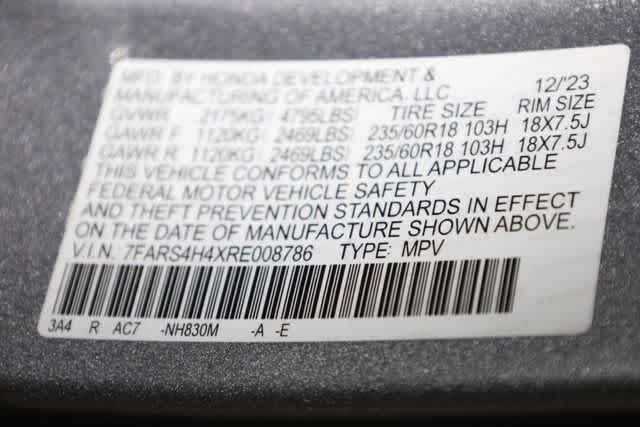 MFD. BY HONDA DEVELOPMENT &
MANUFACTURING OF AMERICA, LLC 12/'23
GVWR 2175KG LBS TIRE SIZE RIM SIZE
GAWR F 1120KG 2469LBS 235/60R18 103H 18X7.5J
GAWR R 1120KG 2469LBS 235/60R18 103H 18X7.5J
THIS VEHICLE CONFORMS TO ALL APPLICABLE
FEDERAL MOTOR VEHICLE SAFETY
AND THEFT PREVENTION STANDARDS IN EFFECT
ON THE DATE OF MANUFACTURE SHOWN ABOVE.
V.I.N. 7FARS4H4XRE008786 TYPE: MPV
3A4 R AC7 -NH830M -A -E